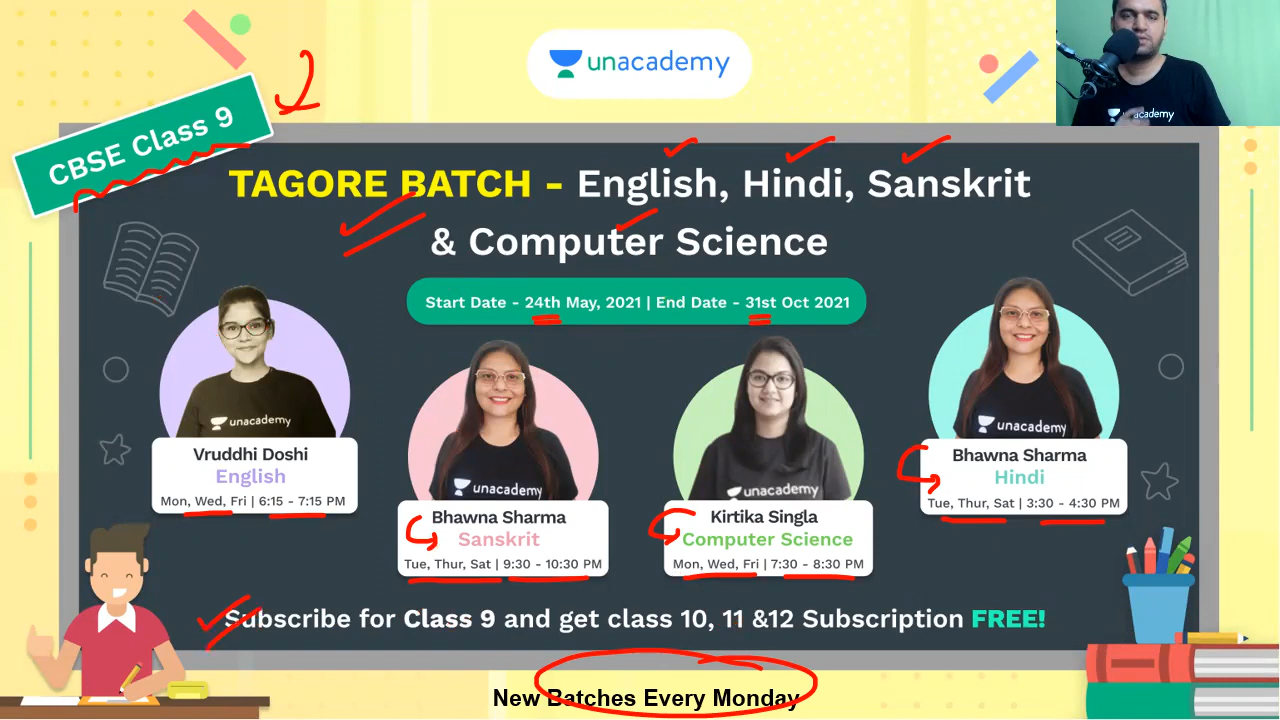 unacademy
unacademy
CBSE Class 9
TAGORE BATCH - English, Hindi, Sanskrit
& Computer Science
Start Date - 24th May, 2021 | End Date - 31st Oct 2021
unacademy
Vruddhi Doshi
English
Mon, Wed, Fri | 6:15 - 7:15 PM
unacademy
Bhawna Sharma
Sanskrit
Tue, Thur, Sat | 9:30 - 10:30 PM
unacademy
Kirtika Singla
Computer Science
Mon, Wed, Fri | 7:30 - 8:30 PM
unacademy
Bhawna Sharma
Hindi
Tue, Thur, Sat | 3:30 - 4:30 PM
Subscribe for Class 9 and get class 10, 11 &12 Subscription FREE!
New Batches Every Monday